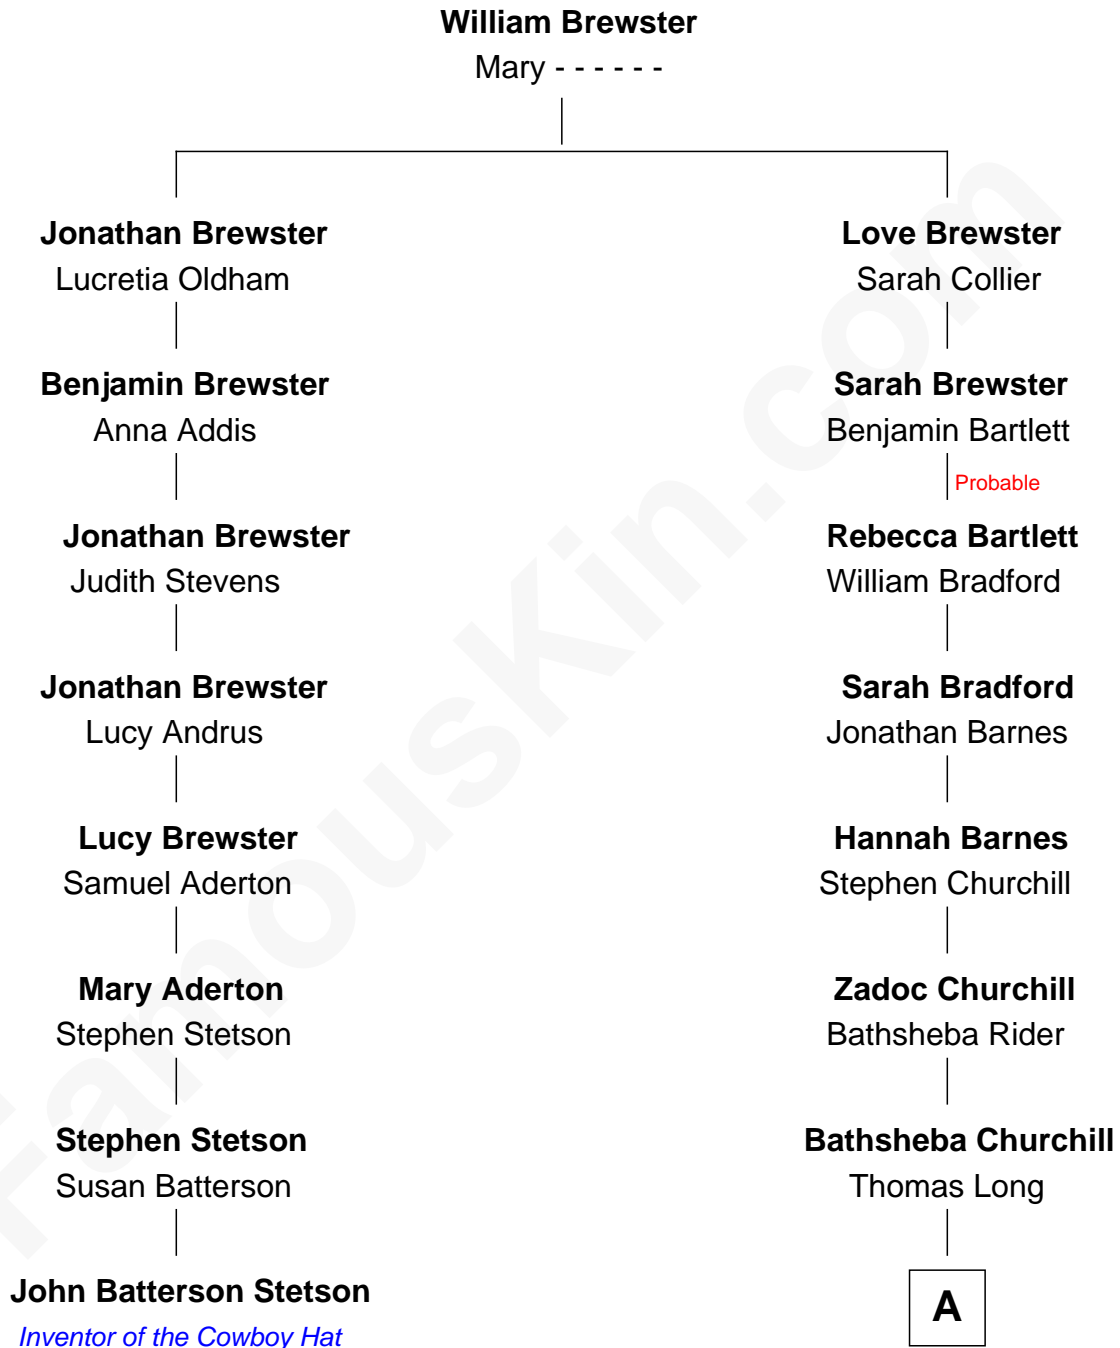 William Brewster
Mary - - - - - -
Jonathan Brewster
Lucretia Oldham
Benjamin Brewster
Anna Addis
Jonathan Brewster
Judith Stevens
Jonathan Brewster
Lucy Andrus
Lucy Brewster
Samuel Aderton
Mary Aderton
Stephen Stetson
Stephen Stetson
Susan Batterson
John Batterson Stetson
Inventor of the Cowboy Hat
Love Brewster
Sarah Collier
Sarah Brewster
Benjamin Bartlett
Probable
Rebecca Bartlett
William Bradford
Sarah Bradford
Jonathan Barnes
Hannah Barnes
Stephen Churchill
Zadoc Churchill
Bathsheba Rider
Bathsheba Churchill
Thomas Long
A
FamousKin.com